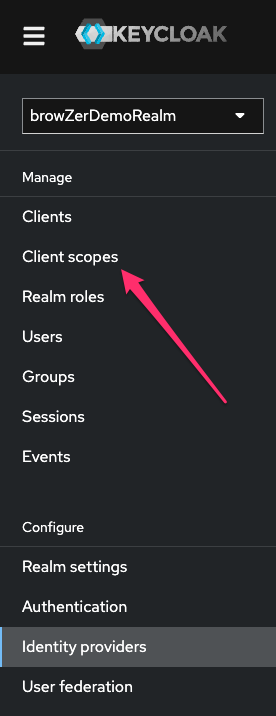 KEYCLOAK
browZerDemoRealm
Manage
Clients
Client scopes
Realm roles
Users
Groups
Sessions
Events
Configure
Realm settings
Authentication
Identity providers
User federation